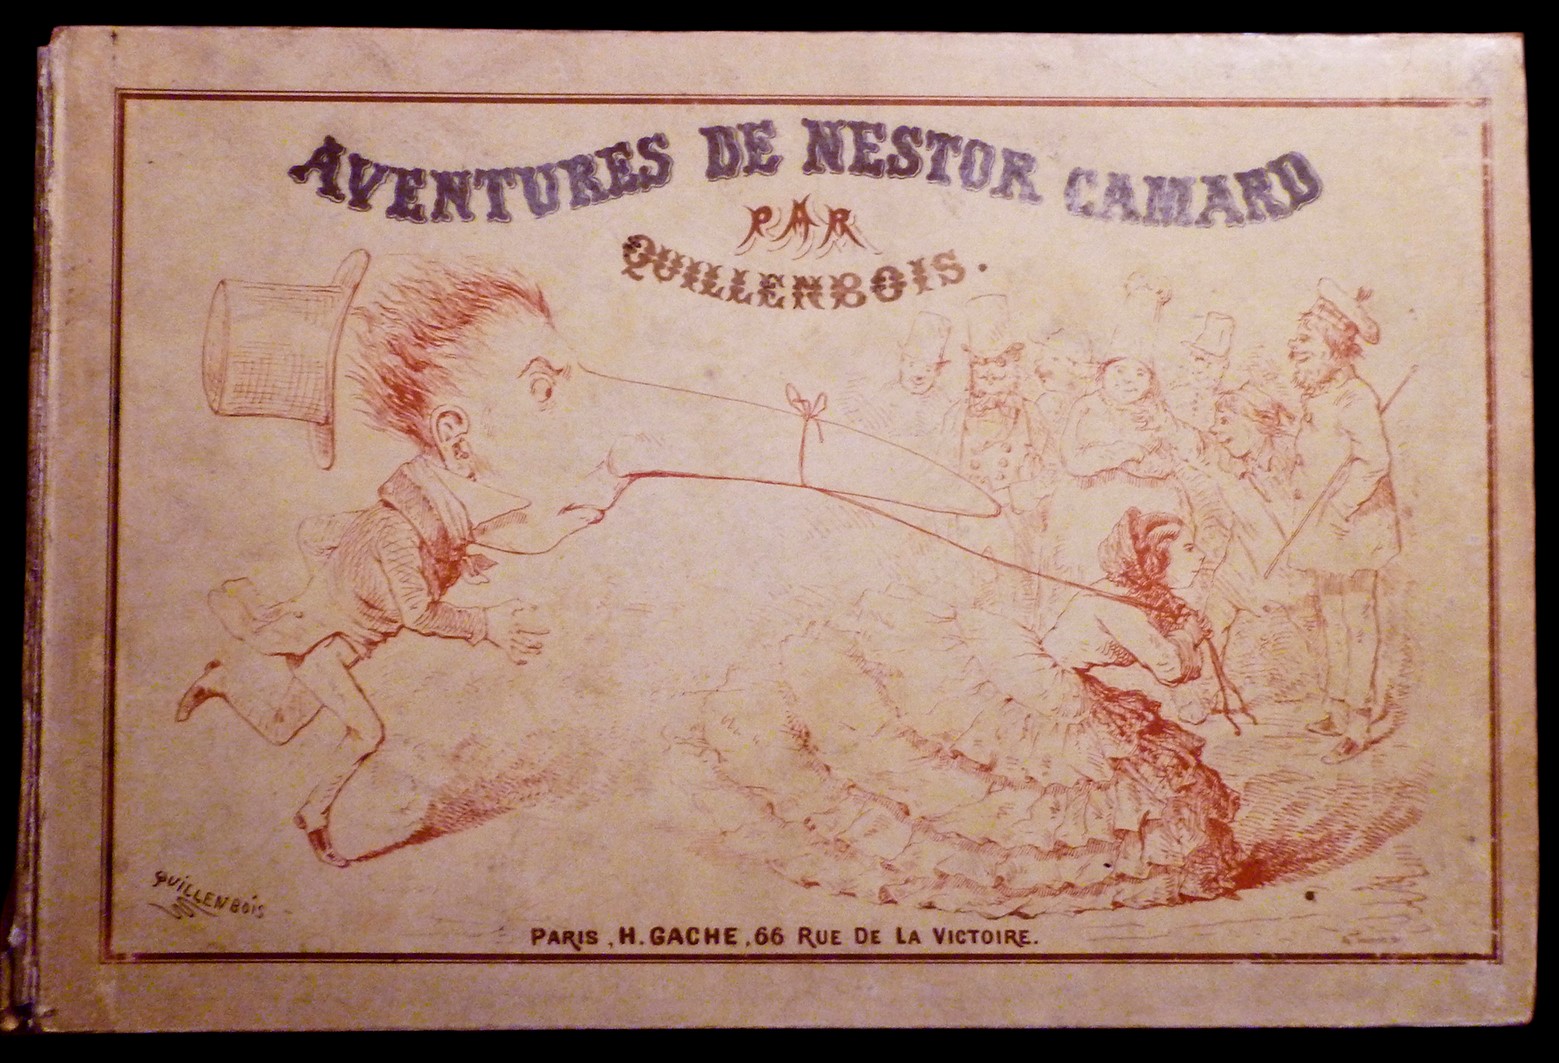 AVENTURES DE NESTOR CAMARD
PAR
QUILLENBOIS.
QUILLENBOIS
PARIS, H. GACHE, 66 RUE DE LA VICTOIRE.